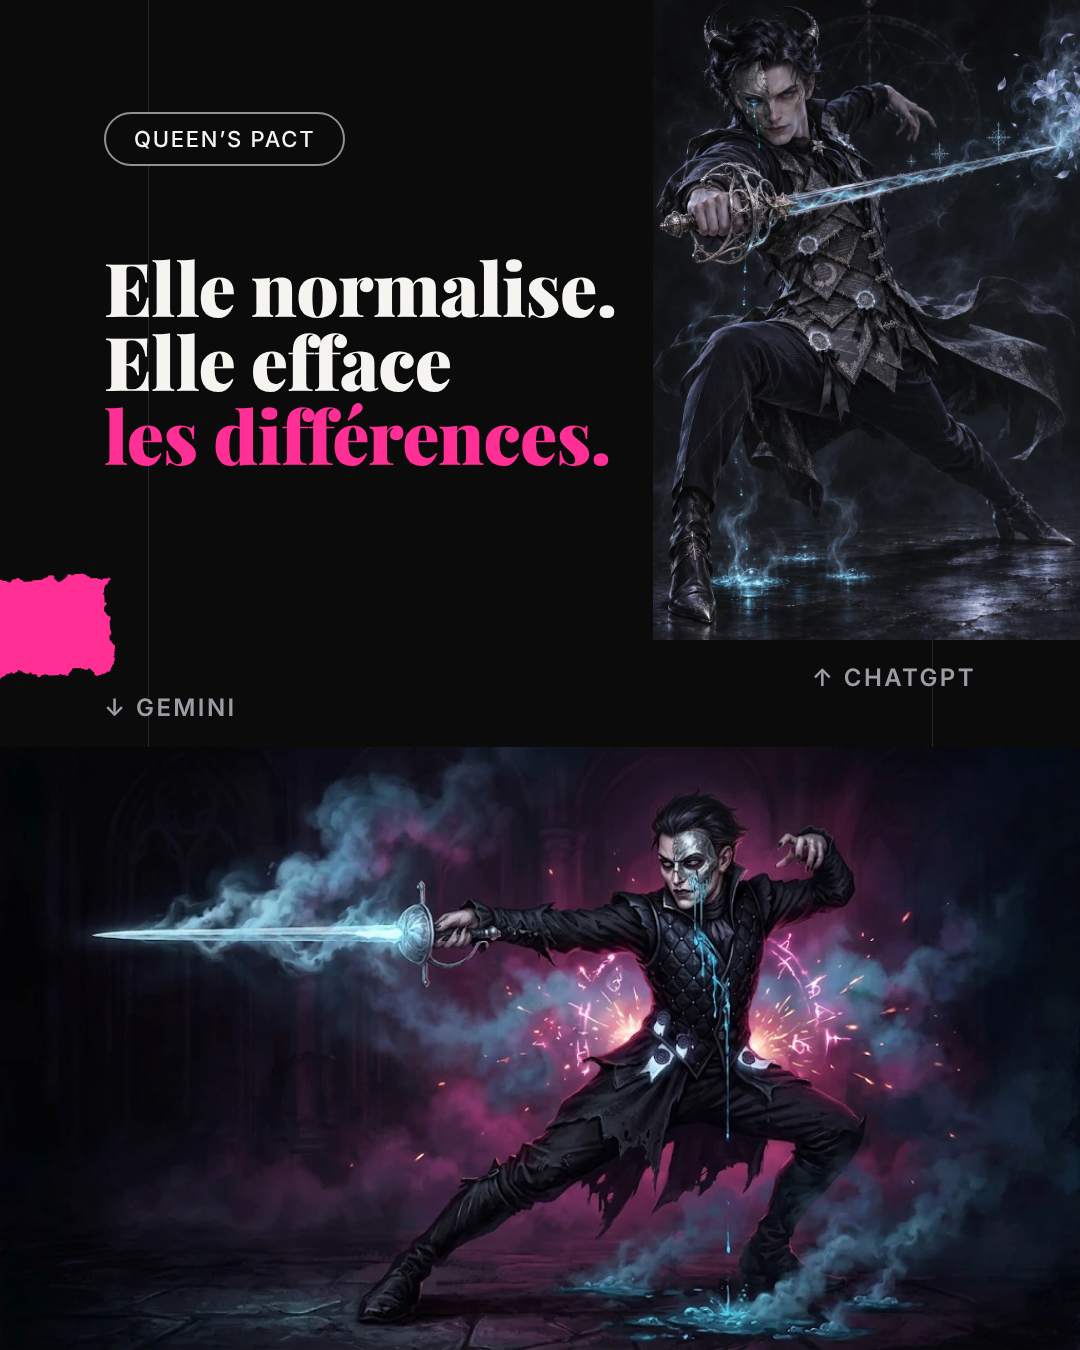 QUEEN'S PACT
Elle normalise.
Elle efface
les différences.
↑ CHATGPT
↓ GEMINI